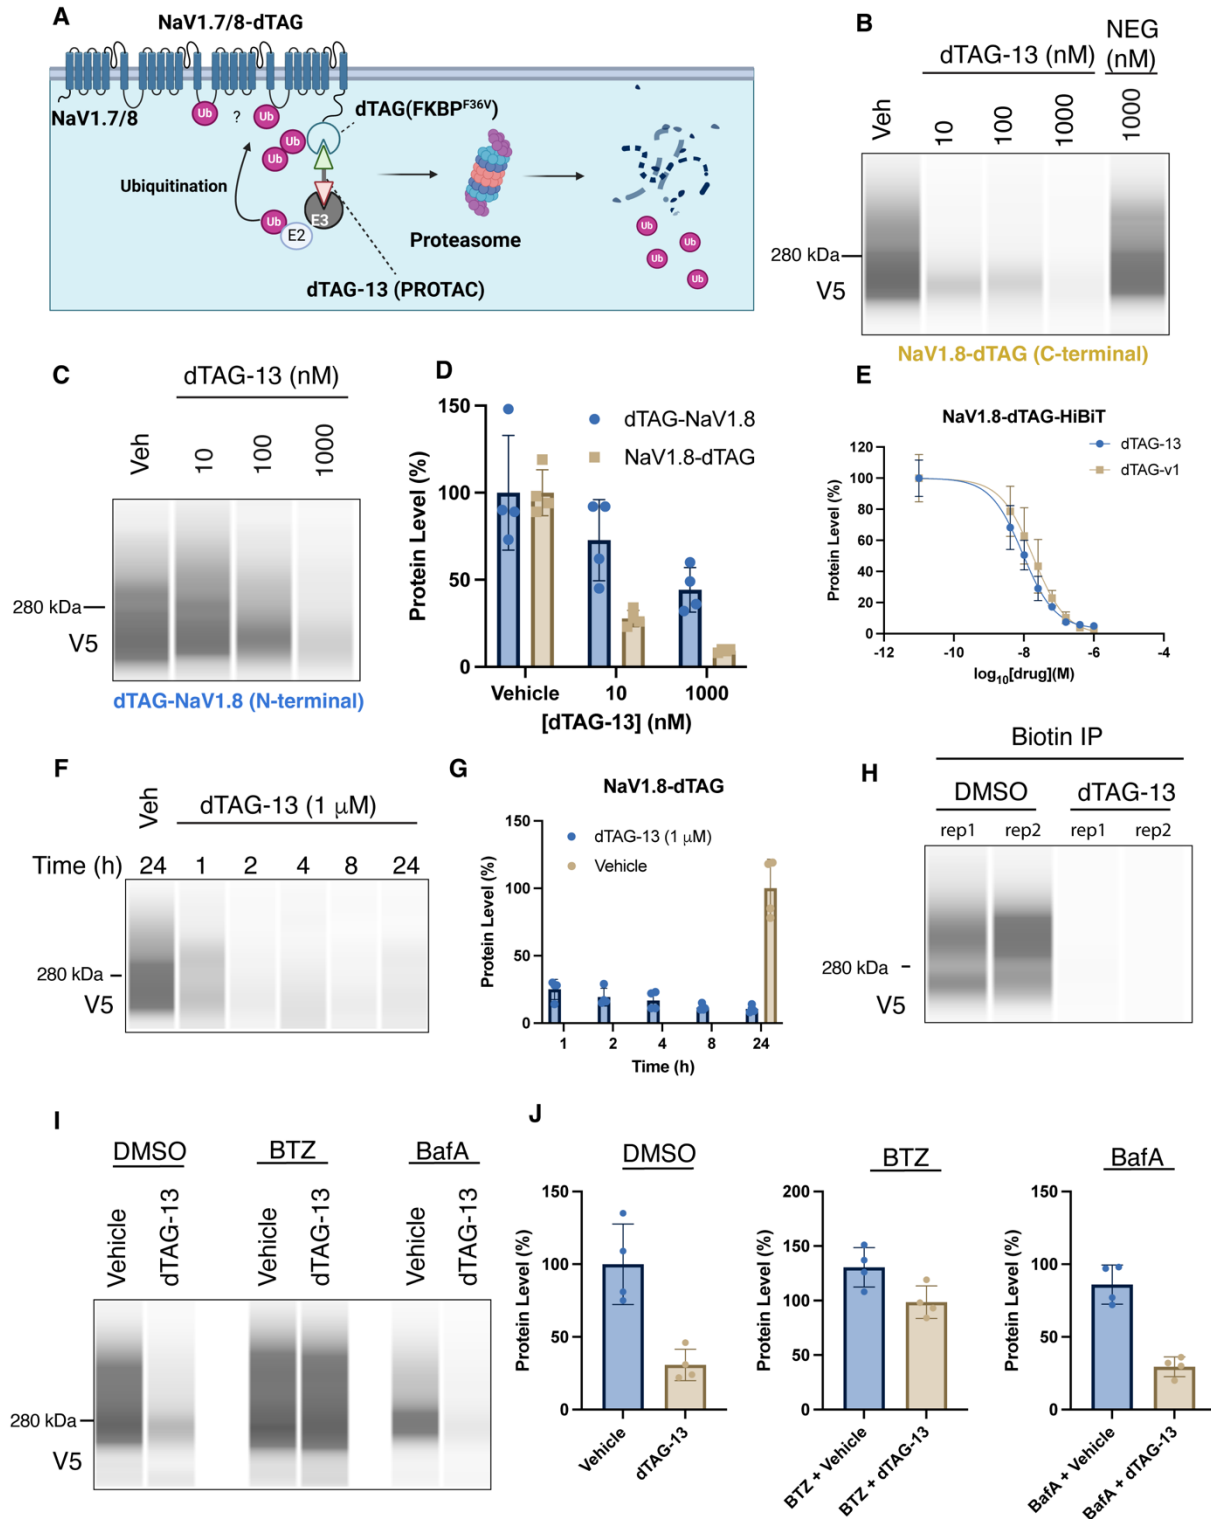 A
NaV1.7/8-dTAG
Ub
?
Ub
NaV1.7/8
dTAG(FKBPF36V)
Ub
Ub
Ubiquitination
Ub
E2
E3
Proteasome
dTAG-13 (PROTAC)
Ub
Ub
Ub
Ub
B
NEG
dTAG-13 (nM)
(nM)
Veh
10
100
1000
1000
280 kDa
V5
NaV1.8-dTAG (C-terminal)
C
dTAG-13 (nM)
Veh
10
100
1000
280 kDa
V5
dTAG-NaV1.8 (N-terminal)
D
Protein Level (%)
150
100
50
0
dTAG-NaV1.8
NaV1.8-dTAG
Vehicle
10
1000
[dTAG-13] (nM)
E
NaV1.8-dTAG-HiBiT
dTAG-13
dTAG-v1
Protein Level (%)
120
100
80
60
40
20
0
-12
-10
-8
-6
-4
log10[drug](M)
F
Veh
dTAG-13 (1 μM)
Time (h)
24
1
2
4
8
24
280 kDa
V5
G
NaV1.8-dTAG
Protein Level (%)
150
100
50
0
dTAG-13 (1 μM)
Vehicle
1
2
4
8
24
Time (h)
H
Biotin IP
DMSO
dTAG-13
rep1
rep2
rep1
rep2
280 kDa
V5
I
DMSO
BTZ
BafA
Vehicle
dTAG-13
Vehicle
dTAG-13
Vehicle
dTAG-13
280 kDa
V5
J
DMSO
Protein Level (%)
150
100
50
0
Vehicle
dTAG-13
BTZ
Protein Level (%)
200
150
100
50
0
BTZ + Vehicle
BTZ + dTAG-13
BafA
Protein Level (%)
150
100
50
0
BafA + Vehicle
BafA + dTAG-13